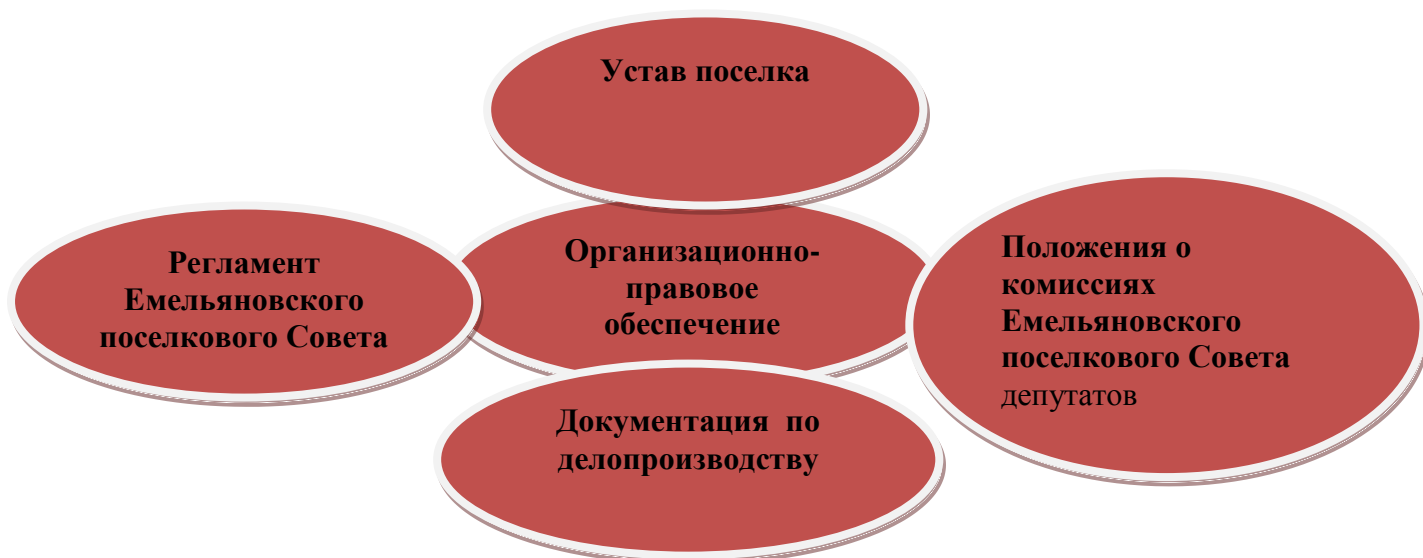 Устав поселка
Регламент
Емельяновского
поселкового Совета
Организационно-
правовое
обеспечение
Положения о
комиссиях
Емельяновского
поселкового Совета
депутатов
Документация по
делопроизводству